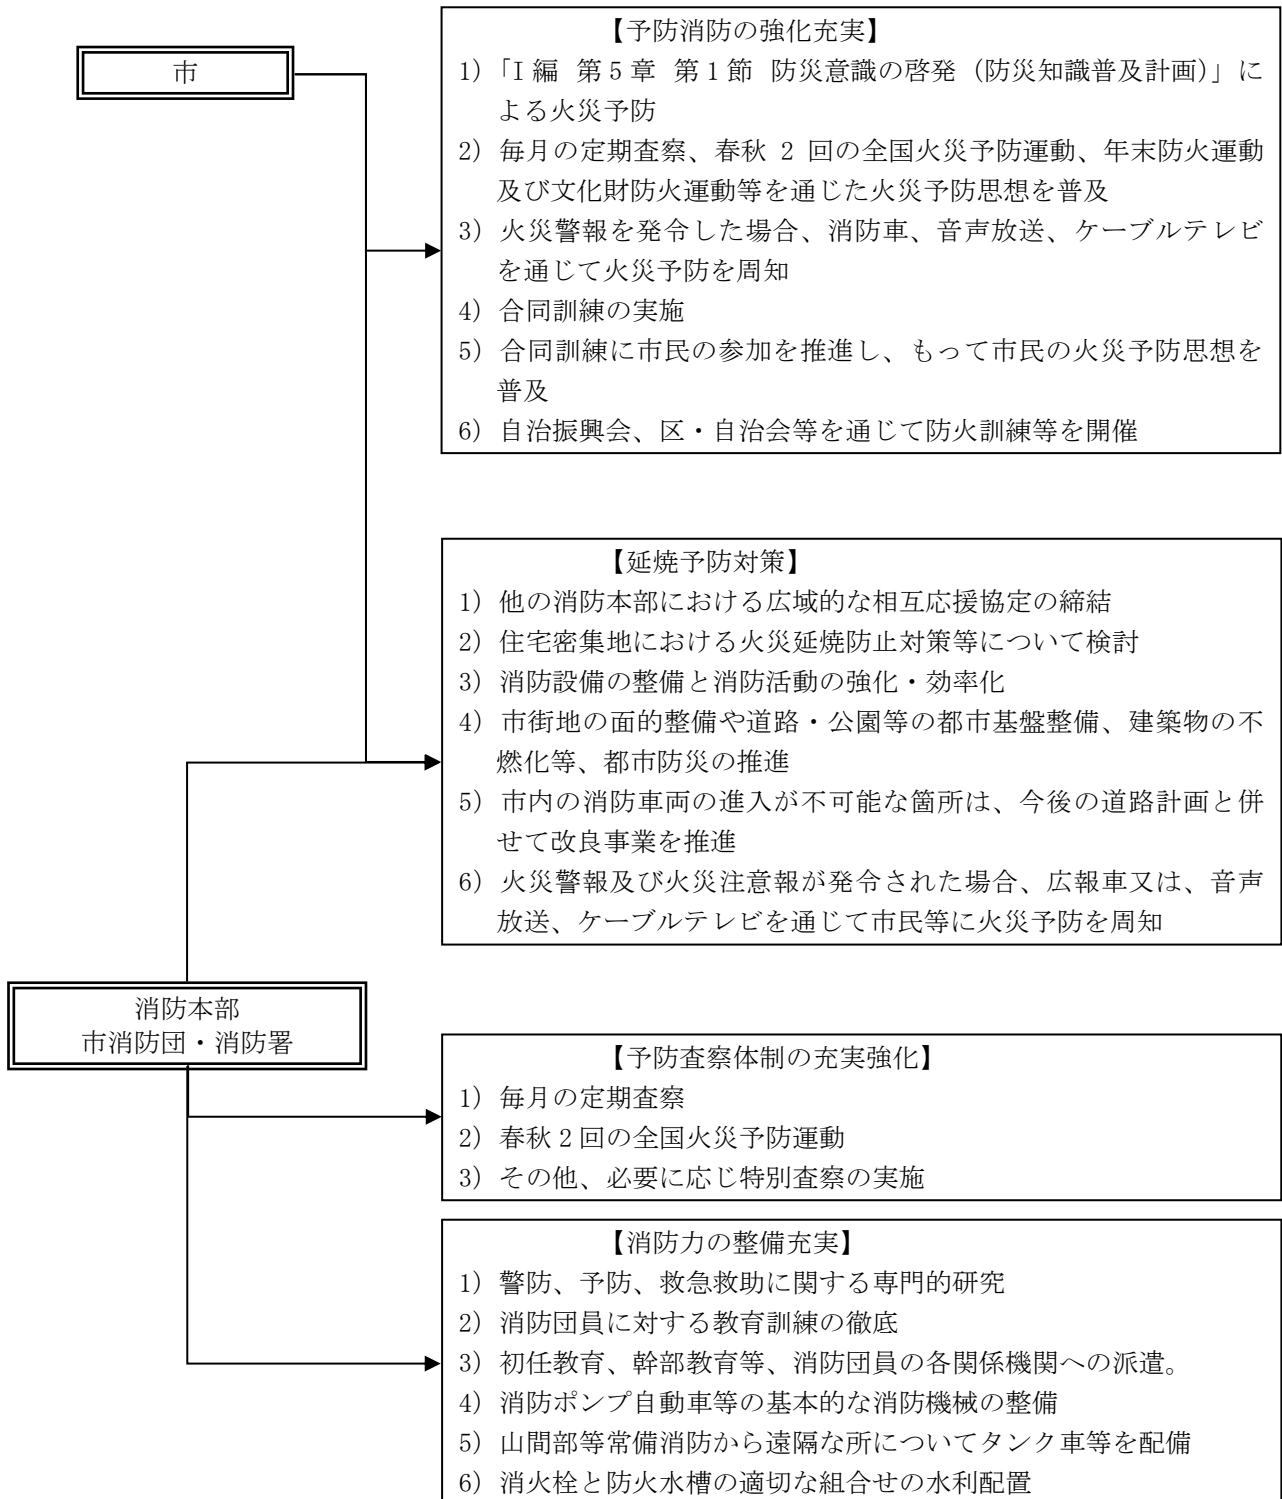 市
【予防消防の強化充実】
1)「I編 第5章 第1節 防災意識の啓発（防災知識普及計画）」に
よる火災予防
2) 毎月の定期査察、春秋 2 回の全国火災予防運動、年末防火運動
及び文化財防火運動等を通じた火災予防思想を普及
3) 火災警報を発令した場合、消防車、音声放送、ケーブルテレビ
を通じて火災予防を周知
4) 合同訓練の実施
5) 合同訓練に市民の参加を推進し、もって市民の火災予防思想を
普及
6) 自治振興会、区・自治会等を通じて防火訓練等を開催
【延焼予防対策】
1) 他の消防本部における広域的な相互応援協定の締結
2) 住宅密集地における火災延焼防止対策等について検討
3) 消防設備の整備と消防活動の強化・効率化
4) 市街地の面的整備や道路・公園等の都市基盤整備、建築物の不
燃化等、都市防災の推進
5) 市内の消防車両の進入が不可能な箇所は、今後の道路計画と併
せて改良事業を推進
6) 火災警報及び火災注意報が発令された場合、広報車又は、音声
放送、ケーブルテレビを通じて市民等に火災予防を周知
消防本部
市消防団・消防署
【予防査察体制の充実強化】
1) 毎月の定期査察
2) 春秋2回の全国火災予防運動
3) その他、必要に応じ特別査察の実施
【消防力の整備充実】
1) 警防、予防、救急救助に関する専門的研究
2) 消防団員に対する教育訓練の徹底
3) 初任教育、幹部教育等、消防団員の各関係機関への派遣。
4) 消防ポンプ自動車等の基本的な消防機械の整備
5) 山間部等常備消防から遠隔な所についてタンク車等を配備
6) 消火栓と防火水槽の適切な組合せの水利配置